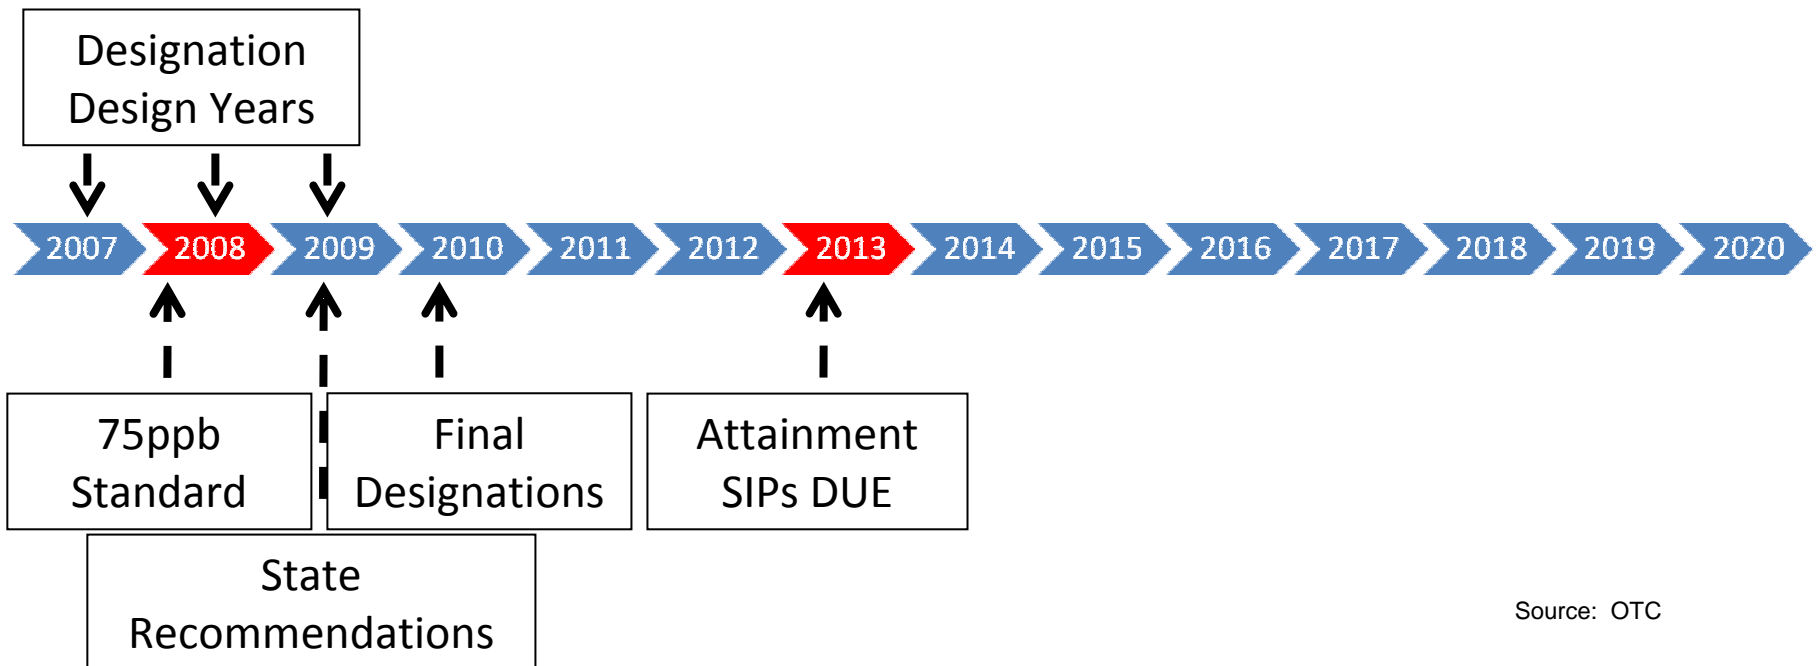 Designation
Design Years
2007 2008 2009 2010 2011 2012 2013 2014 2015 2016 2017 2018 2019 2020
75ppb
Standard
Final
Designations
Attainment
SIPs DUE
State
Recommendations
Source: OTC